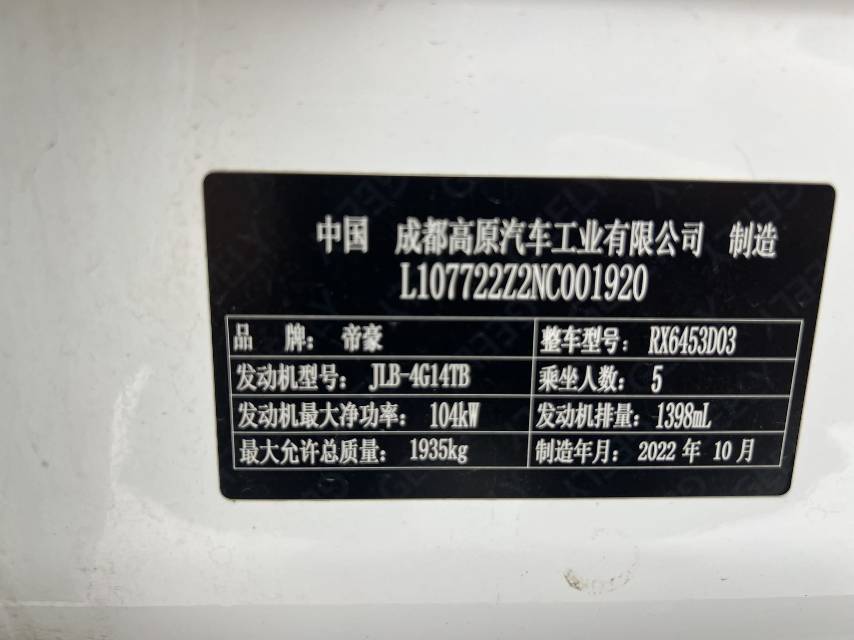 中国 成都高原汽车工业有限公司 制造
L107722Z2NC001920
品 牌：帝豪 整车型号：RX6453D03
发动机型号：JLB-4G14TB 乘坐人数：5
发动机最大净功率：104kW 发动机排量：1398mL
最大允许总质量：1935kg 制造年月：2022 年 10 月